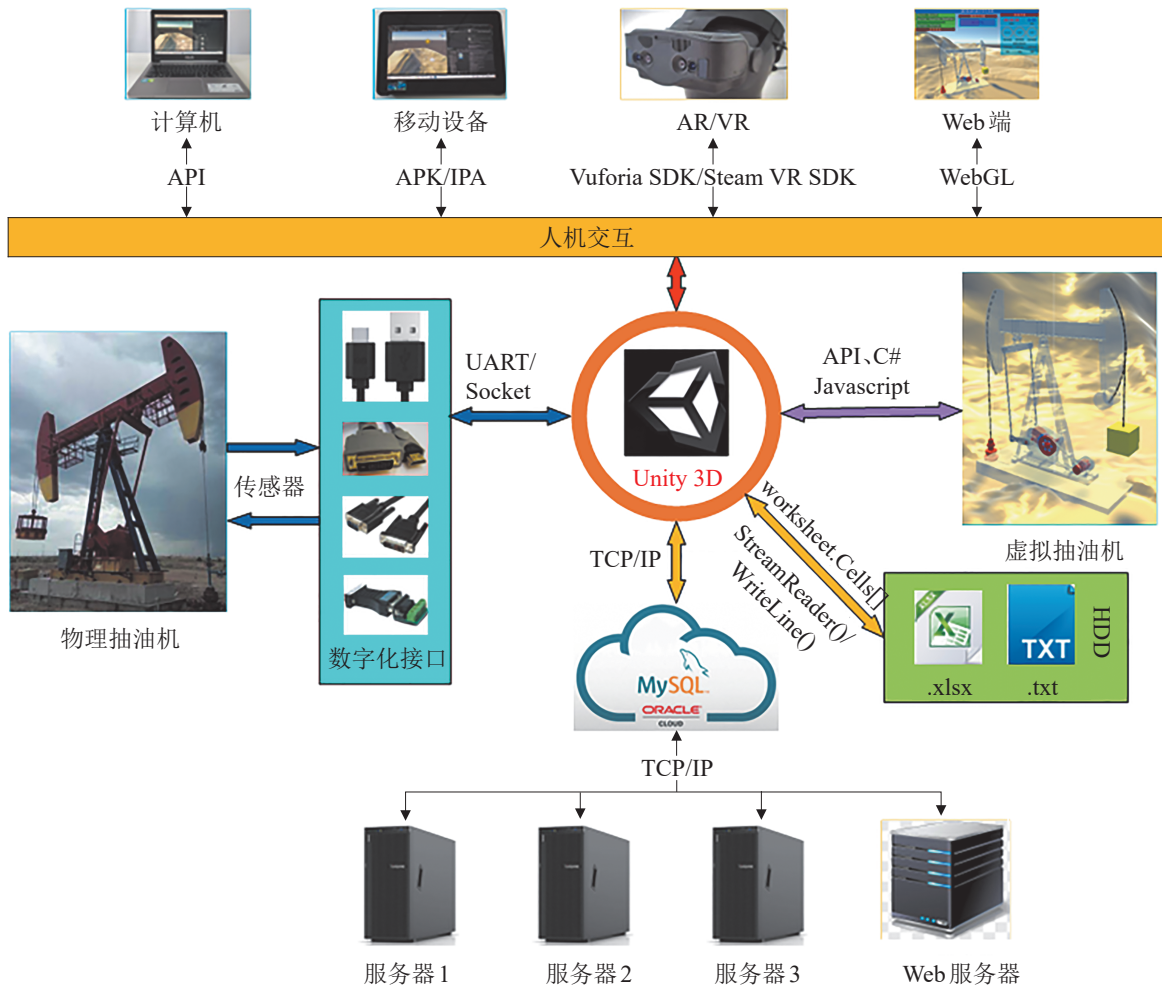 计算机
移动设备
AR/VR
Web端
API
APK/IPA
Vuforia SDK/Steam VR SDK
WebGL
人机交互
UART/
Socket
API、C#
Javascript
Unity 3D
传感器
worksheet.Cells[]
StreamReader()/
WriteLine()
TCP/IP
虚拟抽油机
物理抽油机
数字化接口
XLSX
TXT
HDD
.xlsx
.txt
MySQL
ORACLE
CLOUD
TCP/IP
服务器1
服务器2
服务器3
Web服务器